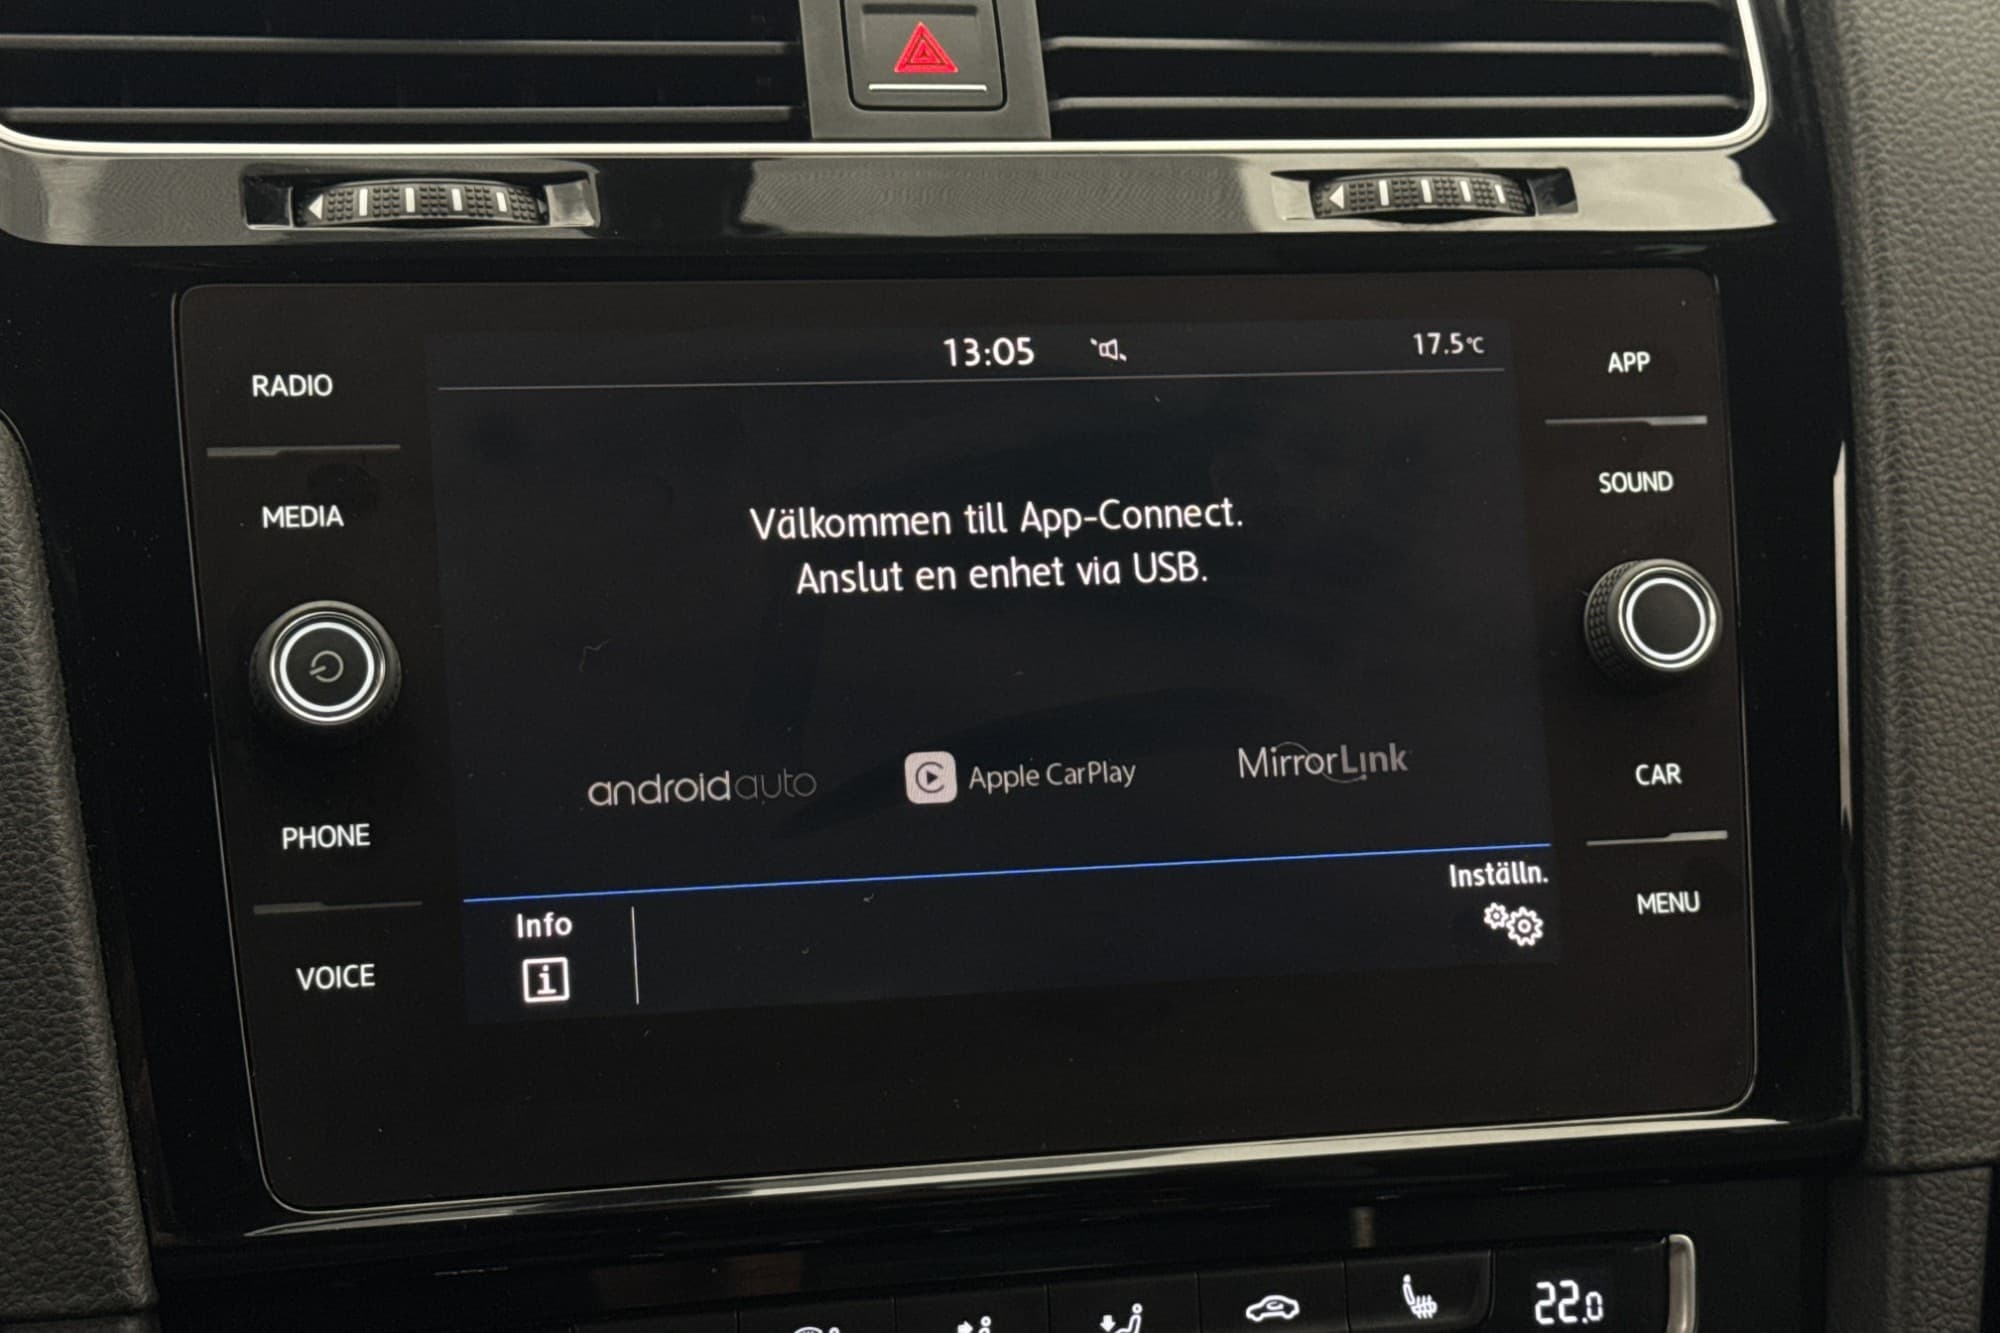 13:05
17.5°C
RADIO
MEDIA
PHONE
VOICE
Välkommen till App-Connect.
Anslut en enhet via USB.
androidauto
Apple CarPlay
MirrorLink
Info
i
Inställn.
APP
SOUND
CAR
MENU
22.0